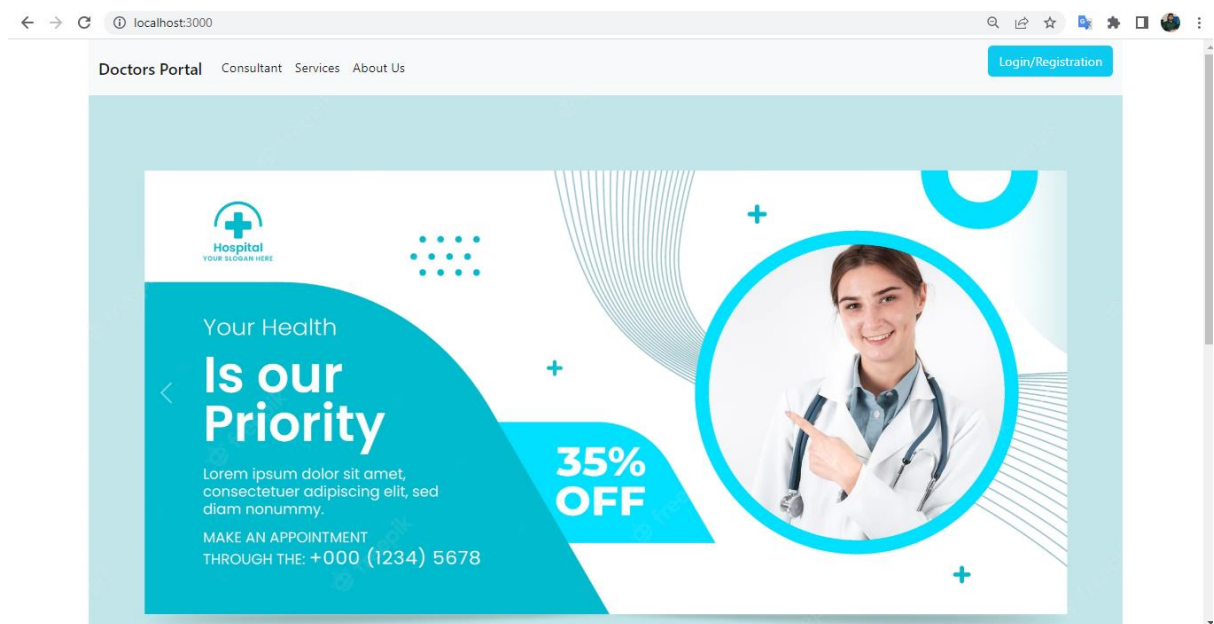 localhost:3000
Doctors Portal Consultant Services About Us Login/Registration
Hospital
YOUR SLOGAN HERE
Your Health
Is our
Priority
Lorem ipsum dolor sit amet,
consectetuer adipiscing elit, sed
diam nonummy.
MAKE AN APPOINTMENT
THROUGH THE: +000 (1234) 5678
35%
OFF